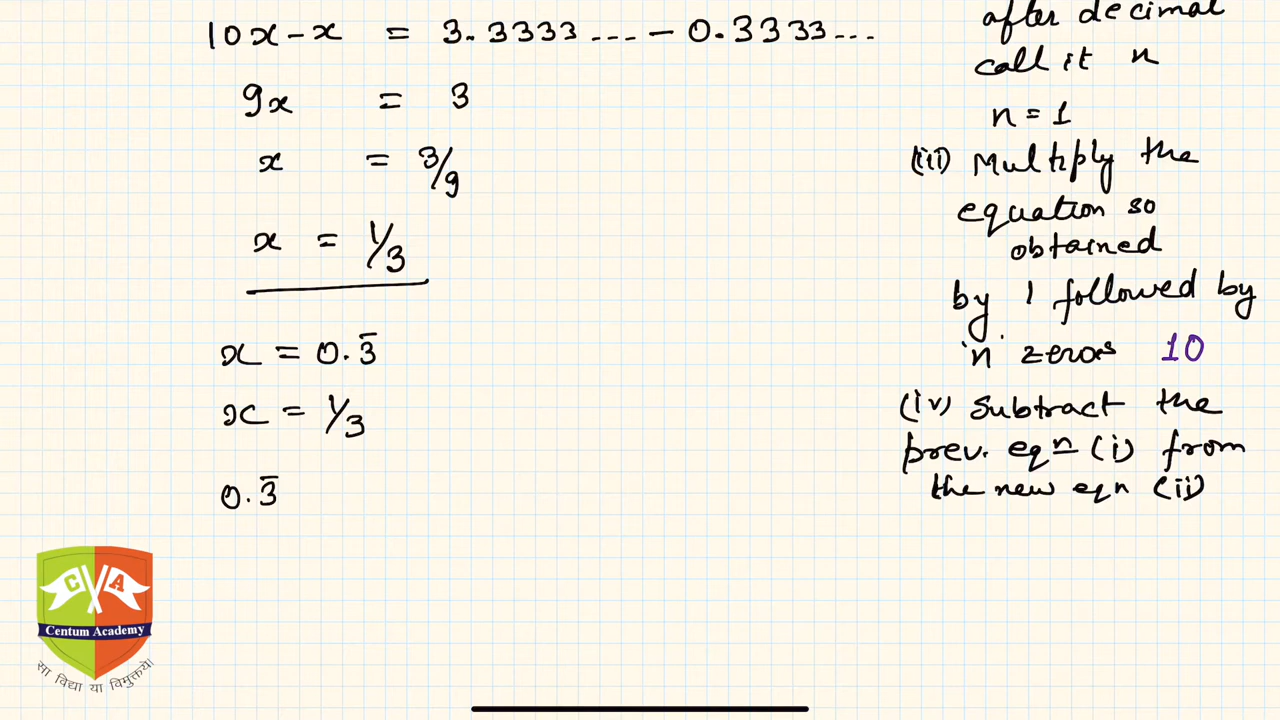 10x - x = 3.3333 .... - 0.3333...
9x = 3
x = 3/9
x = 1/3
x = 0.3̄
x = 1/3
0.3̄
after decimal
call it n
n = 1
(iii) Multiply the
equation so
obtained
by 1 followed by
'n' zeros 10
(iv) Subtract the
prev. eqn (i) from
the new eqn (ii)
C A
Centum Academy
सा विद्या या विमुक्तये।